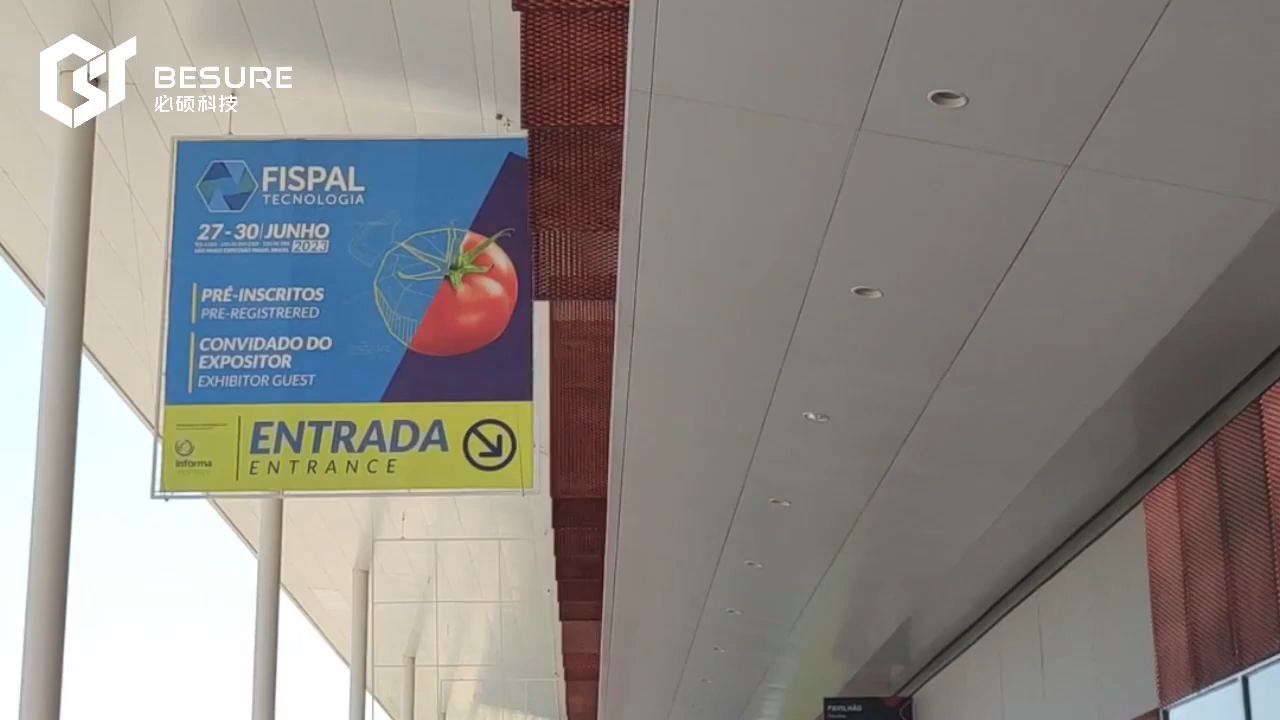 BESURE
必硕科技
FISPAL
TECNOLOGIA
27-30 JUNHO
2023
PRÉ-INSCRITOS
PRE-REGISTRERED
CONVIDADO DO
EXPOSITOR
EXHIBITOR GUEST
ENTRADA
ENTRANCE
informa
PAVILHÃO